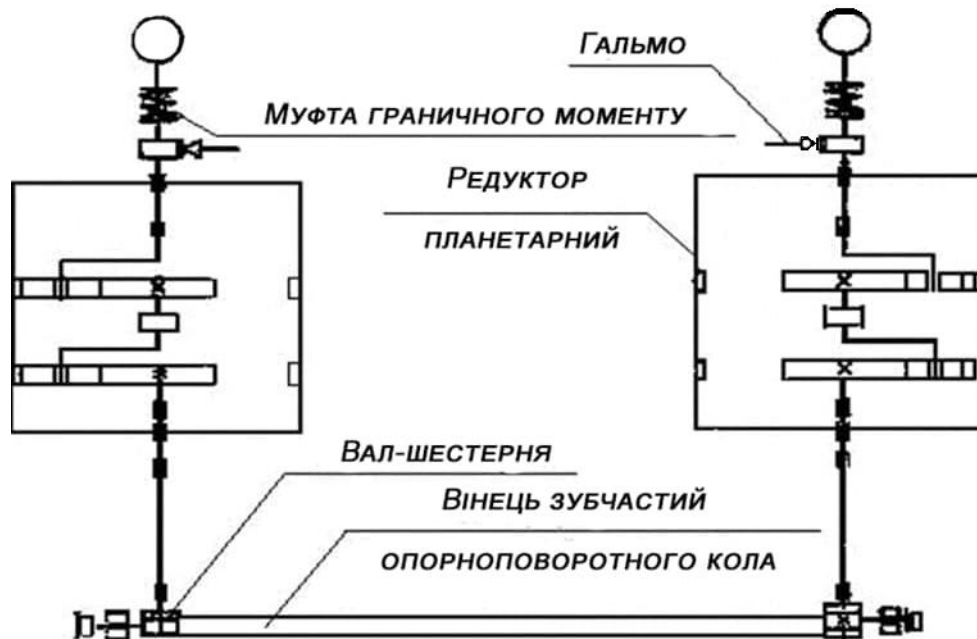 Гальмо
Муфта граничного моменту
Редуктор
планетарний
Вал-шестерня
Вінець зубчастий
опорноповоротного кола